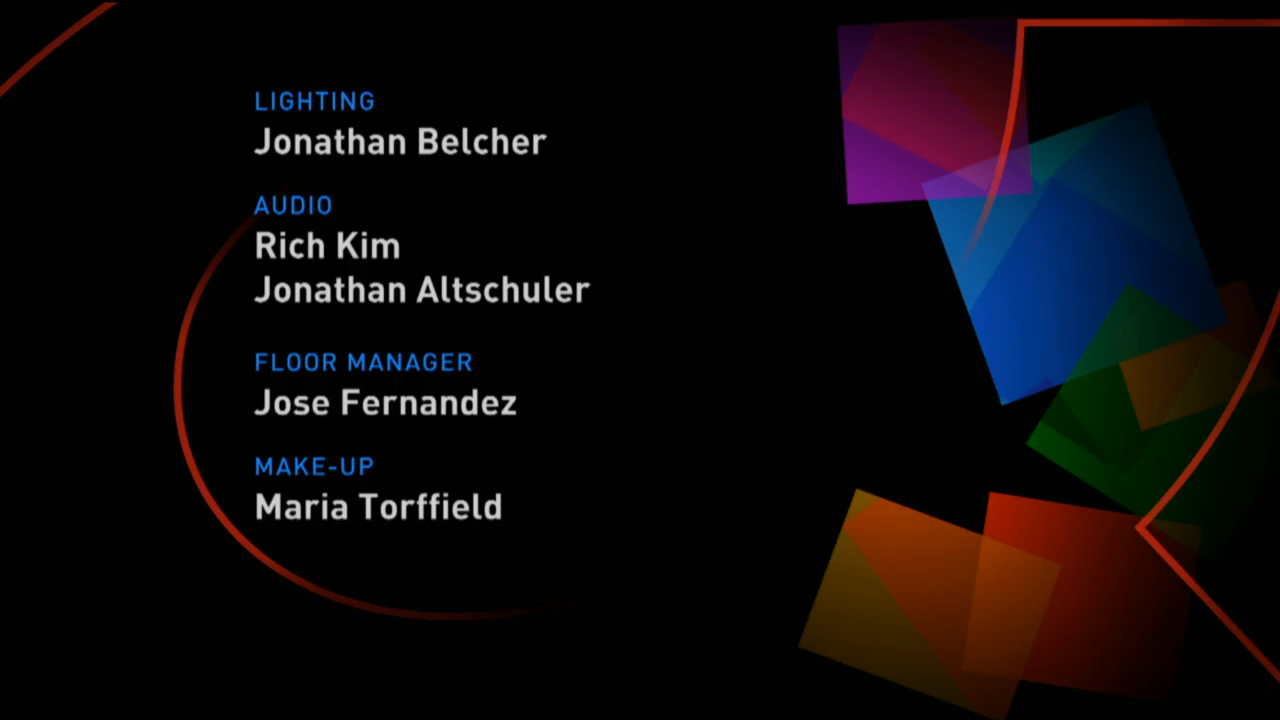 LIGHTING
Jonathan Belcher
AUDIO
Rich Kim
Jonathan Altschuler
FLOOR MANAGER
Jose Fernandez
MAKE-UP
Maria Torffield